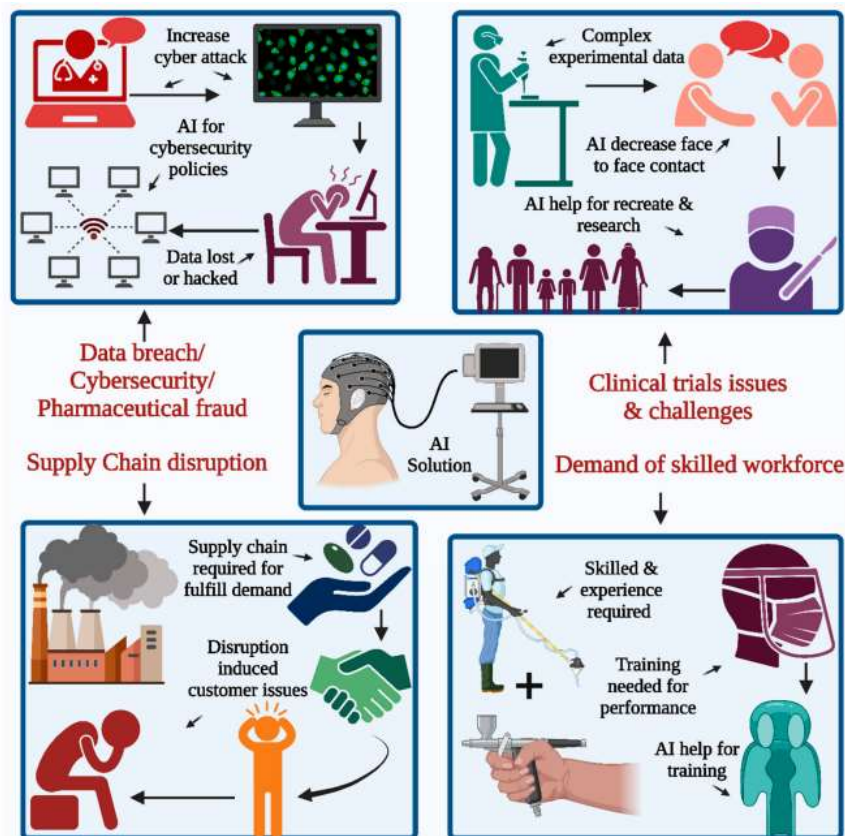 Increase
cyber attack
AI for
cybersecurity
policies
Data lost
or hacked
Complex
experimental data
AI decrease face
to face contact
AI help for recreate &
research
Data breach/
Cybersecurity/
Pharmaceutical fraud
Clinical trials issues
& challenges
AI
Solution
Supply Chain disruption
Demand of skilled workforce
Supply chain
required for
fulfill demand
Disruption
induced
customer issues
Skilled &
experience
required
Training
needed for
performance
AI help for
training